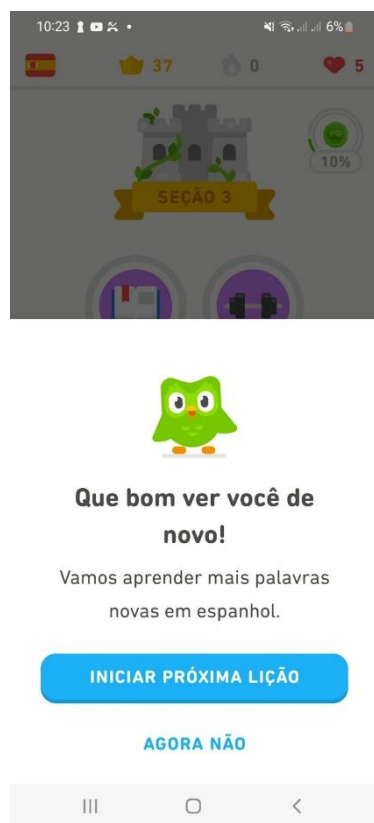 10:23 6%
37 0 5
10%
SEÇÃO 3
Que bom ver você de
novo!
Vamos aprender mais palavras
novas em espanhol.
INICIAR PRÓXIMA LIÇÃO
AGORA NÃO